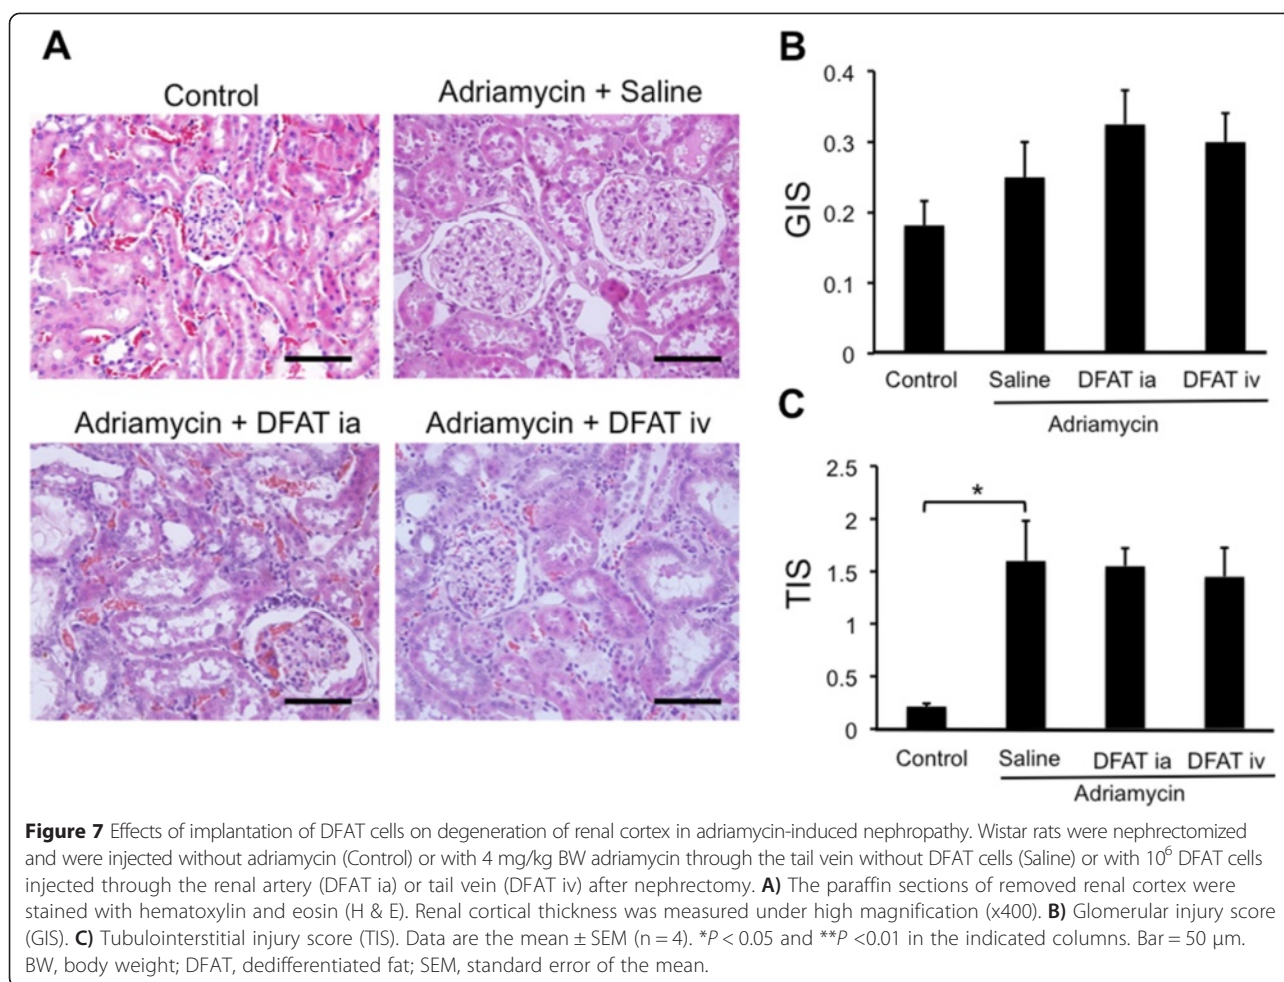 A
Control
Adriamycin + Saline
Adriamycin + DFAT ia
Adriamycin + DFAT iv
B
0.4
0.3
0.2
0.1
0
GIS
Control Saline DFAT ia DFAT iv
Adriamycin
C
2.5
2
1.5
1
0.5
0
TIS
*
Control Saline DFAT ia DFAT iv
Adriamycin
Figure 7 Effects of implantation of DFAT cells on degeneration of renal cortex in adriamycin-induced nephropathy. Wistar rats were nephrectomized
and were injected without adriamycin (Control) or with 4 mg/kg BW adriamycin through the tail vein without DFAT cells (Saline) or with 10⁶ DFAT cells
injected through the renal artery (DFAT ia) or tail vein (DFAT iv) after nephrectomy. A) The paraffin sections of removed renal cortex were
stained with hematoxylin and eosin (H & E). Renal cortical thickness was measured under high magnification (x400). B) Glomerular injury score
(GIS). C) Tubulointerstitial injury score (TIS). Data are the mean ± SEM (n = 4). *P < 0.05 and **P <0.01 in the indicated columns. Bar = 50 μm.
BW, body weight; DFAT, dedifferentiated fat; SEM, standard error of the mean.